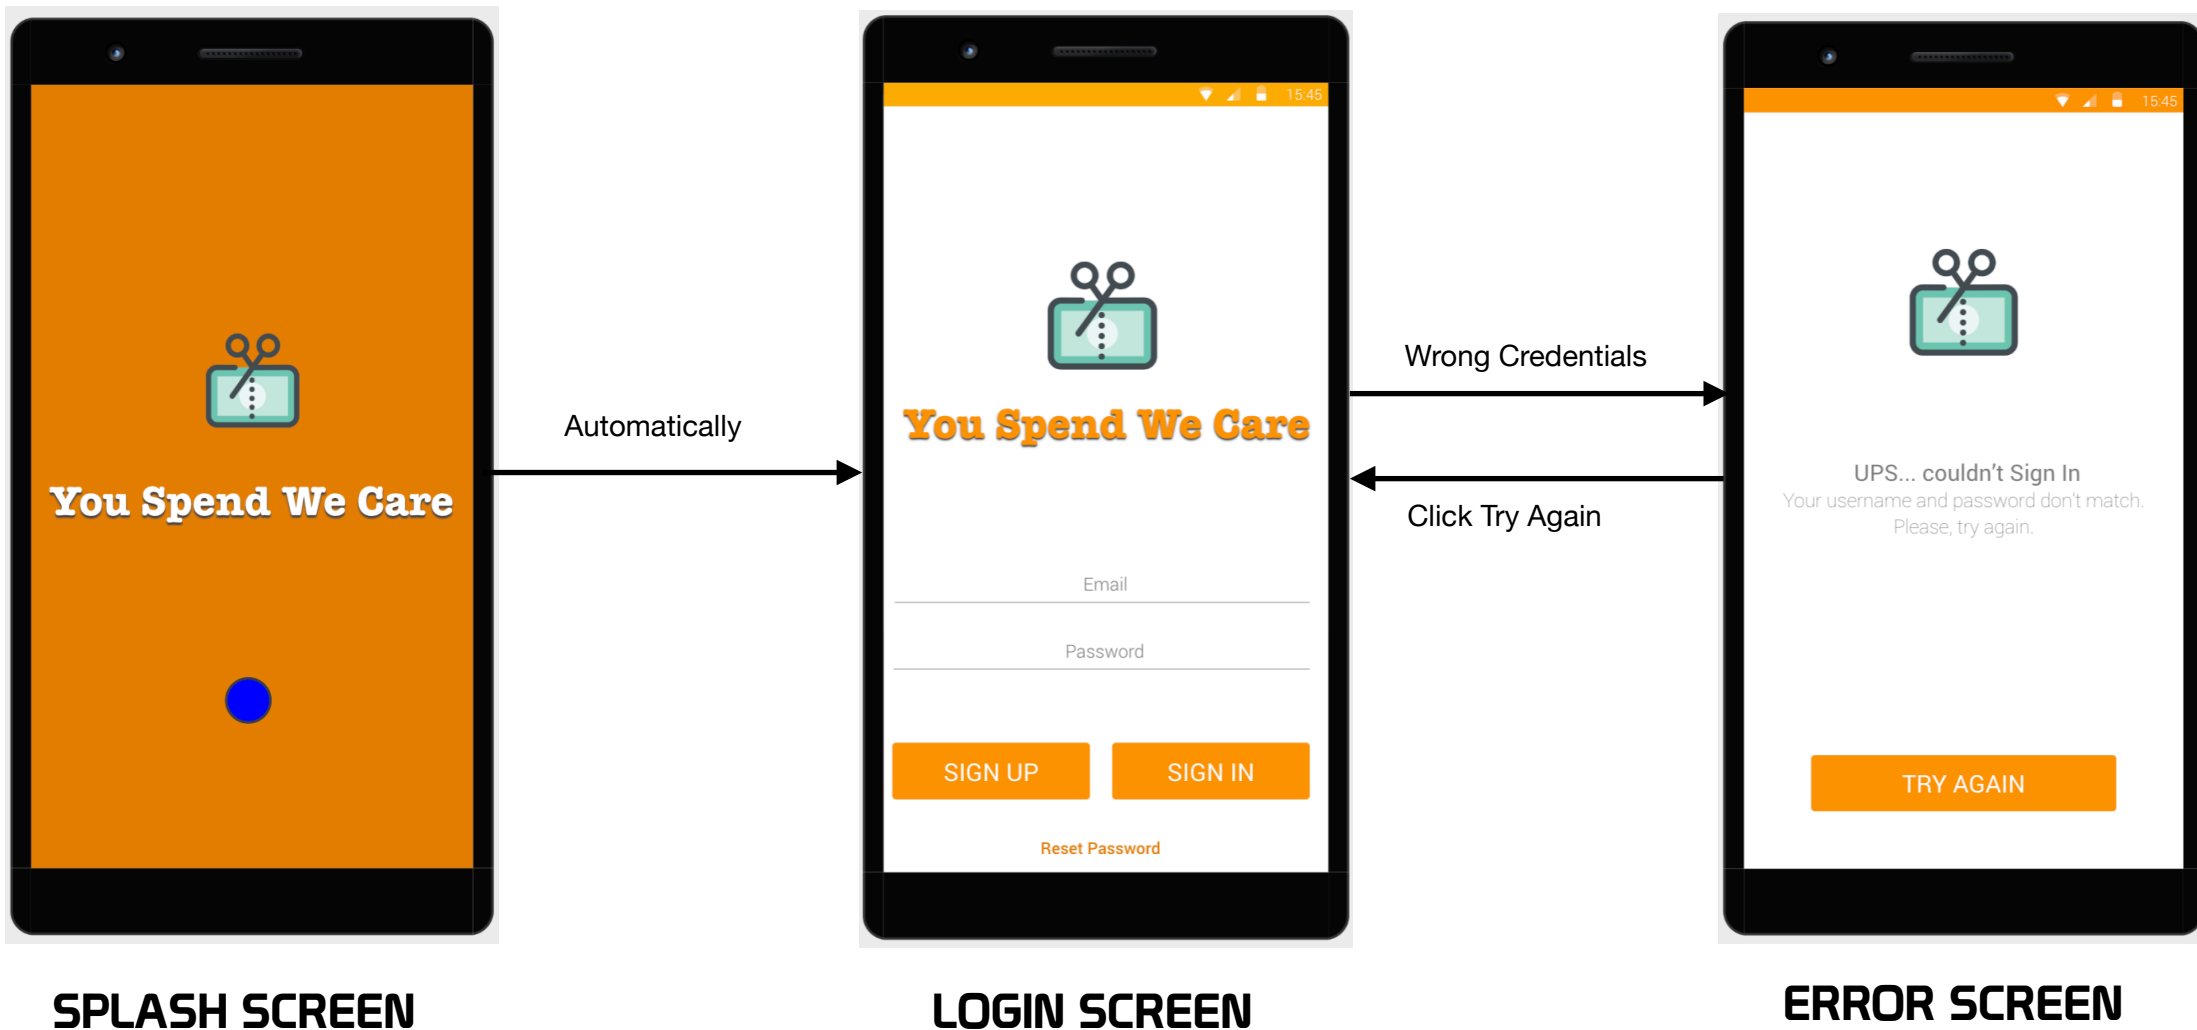 You Spend We Care
SPLASH SCREEN
Automatically
15:45
You Spend We Care
Email
Password
SIGN UP
SIGN IN
Reset Password
LOGIN SCREEN
Wrong Credentials
Click Try Again
15:45
UPS... couldn't Sign In
Your username and password don't match.
Please, try again.
TRY AGAIN
ERROR SCREEN